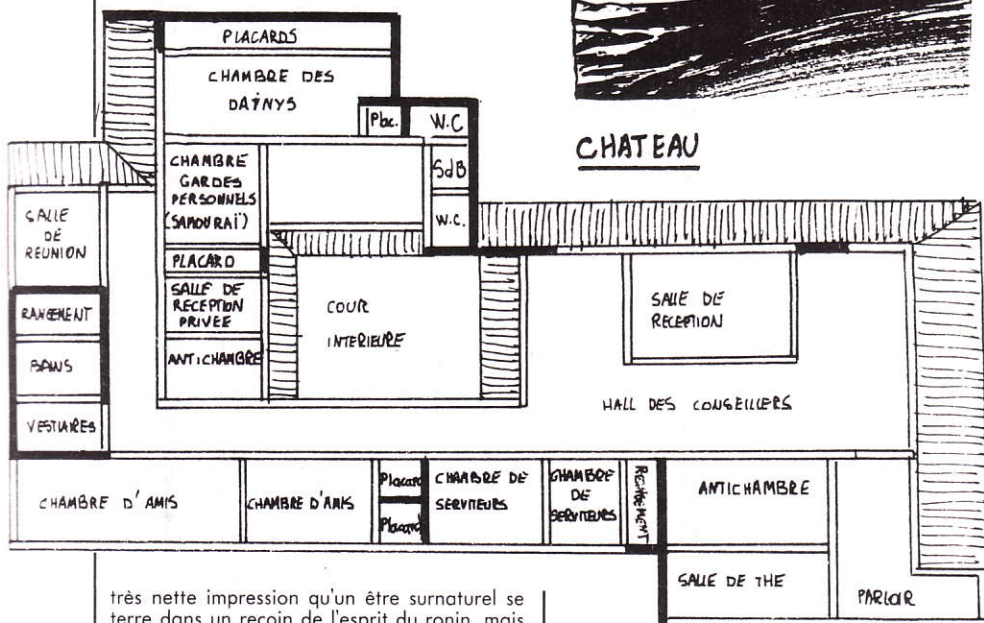 PLACARDS
CHAMBRE DES
DAÏNYS
Plac.
W.C
SdB
W.C.
CHATEAU
CHAMBRE
GARDES
PERSONNELS
(SAMOURAÏ)
PLACARD
SALLE DE
RECEPTION
PRIVEE
ANTICHAMBRE
SALLE
DE
REUNION
RANGEMENT
BAINS
VESTIAIRES
COUR
INTERIEURE
SALLE DE
RECEPTION
HALL DES CONSEILLERS
CHAMBRE D'AMIS
CHAMBRE D'AMIS
Placard
Placard
CHAMBRE DE
SERVITEURS
CHAMBRE
DE
SERVITEURS
RANGEMENT
ANTICHAMBRE
SALLE DE THE
PARLOIR
très nette impression qu'un être surnaturel se
terre dans un recoin de l'esprit du ronin, mais